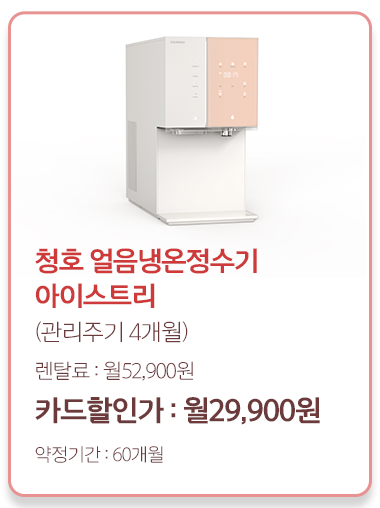 청호 얼음냉온정수기
아이스트리
(관리주기 4개월)
렌탈료 : 월52,900원
카드할인가 : 월29,900원
약정기간 : 60개월